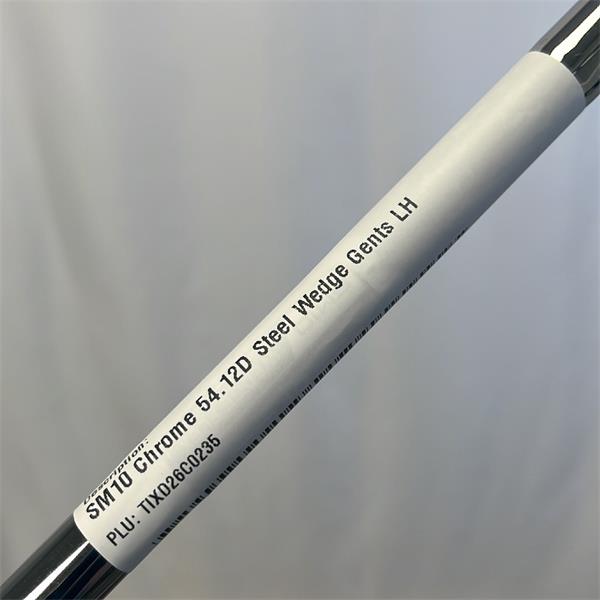 Description:
SM10 Chrome 54.12D Steel Wedge Gents LH
PLU: TIXD26C0235